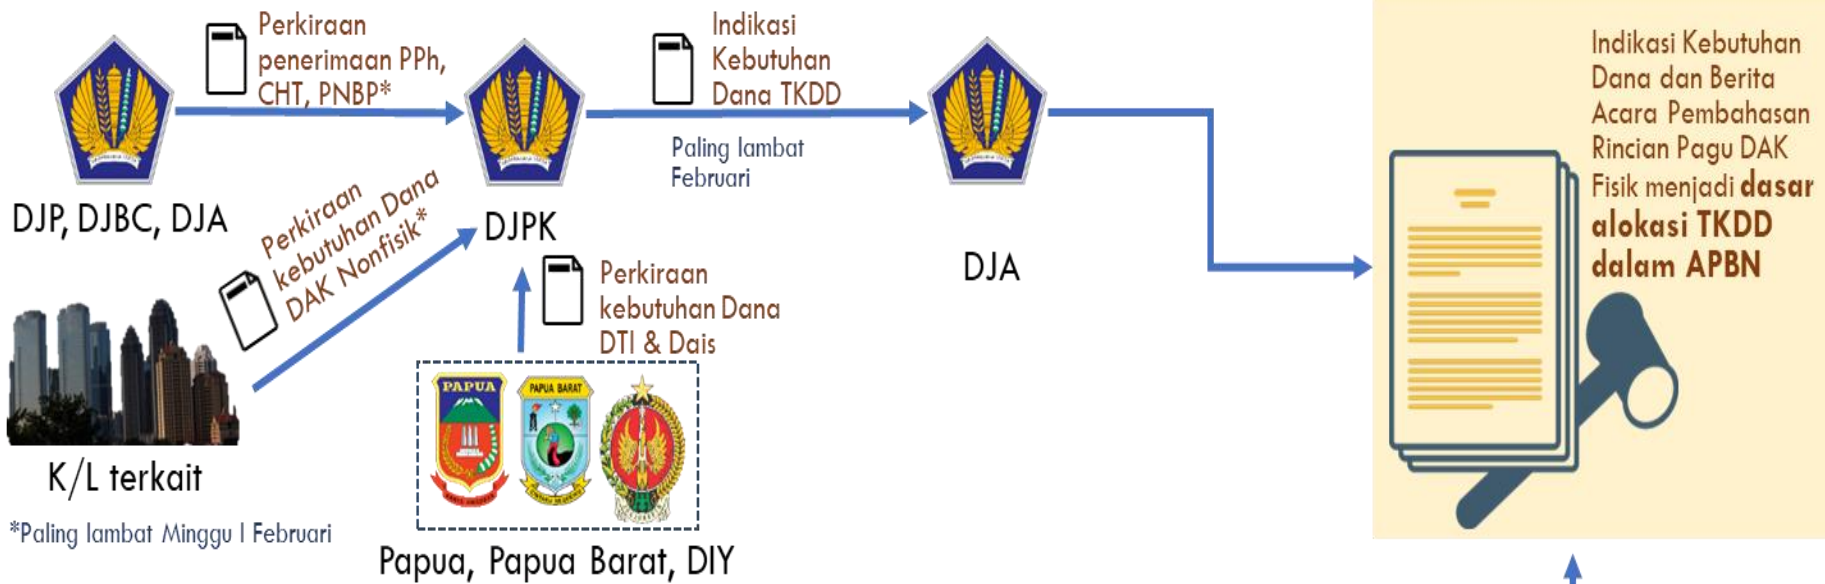 Perkiraan
penerimaan PPh,
CHT, PNBP*
DJP, DJBC, DJA
Indikasi
Kebutuhan
Dana TKDD
Paling lambat
Februari
DJPK
DJA
Perkiraan
kebutuhan Dana
DAK Nonfisik*
K/L terkait
*Paling lambat Minggu I Februari
Perkiraan
kebutuhan Dana
DTI & Dais
PAPUA
PAPUA BARAT
Papua, Papua Barat, DIY
Indikasi Kebutuhan
Dana dan Berita
Acara Pembahasan
Rincian Pagu DAK
Fisik menjadi dasar
alokasi TKDD
dalam APBN